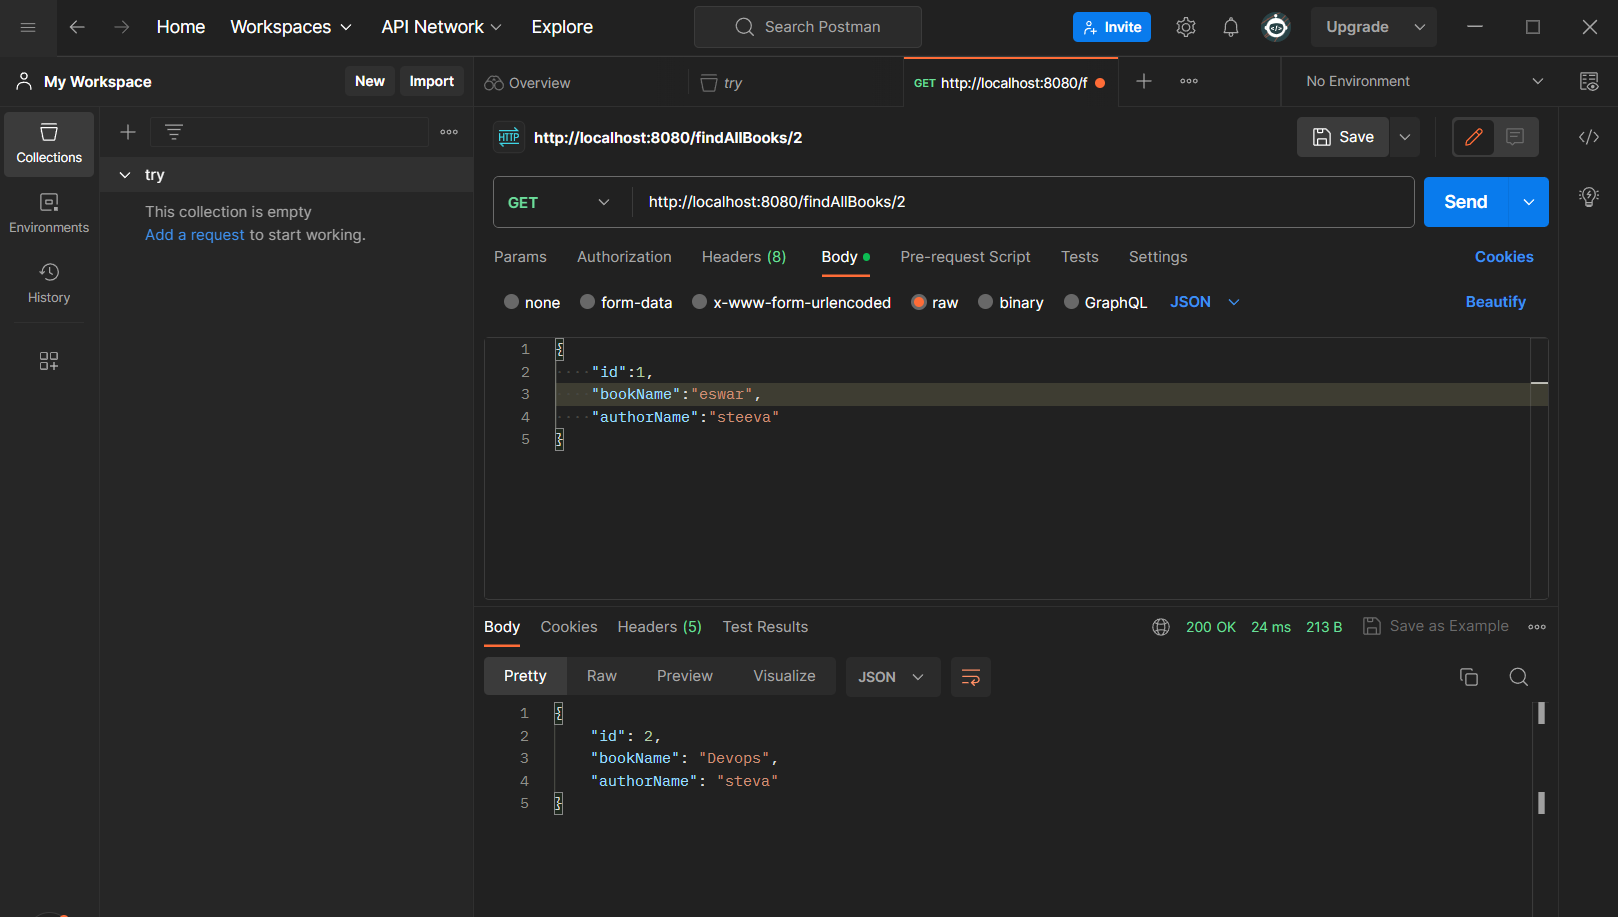 Home Workspaces API Network Explore Search Postman Invite Upgrade
My Workspace New Import Overview try GET http://localhost:8080/f No Environment
Collections
Environments
History
try
This collection is empty
Add a request to start working.
HTTP http://localhost:8080/findAllBooks/2 Save
GET http://localhost:8080/findAllBooks/2 Send
Params Authorization Headers (8) Body Pre-request Script Tests Settings Cookies
none form-data x-www-form-urlencoded raw binary GraphQL JSON Beautify
1 {
2 "id":1,
3 "bookName":"eswar",
4 "authorName":"steeva"
5 }
Body Cookies Headers (5) Test Results 200 OK 24 ms 213 B Save as Example
Pretty Raw Preview Visualize JSON
1 {
2 "id": 2,
3 "bookName": "Devops",
4 "authorName": "steva"
5 }